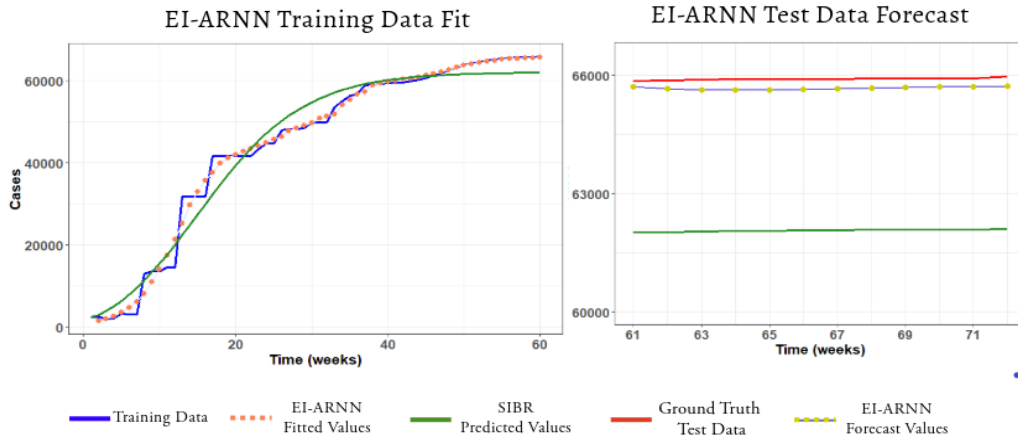 EI-ARNN Training Data Fit
Cases
60000
40000
20000
0
0 20 40 60
Time (weeks)
EI-ARNN Test Data Forecast
66000
63000
60000
61 63 65 67 69 71
Time (weeks)
Training Data
EI-ARNN
Fitted Values
SIBR
Predicted Values
Ground Truth
Test Data
EI-ARNN
Forecast Values